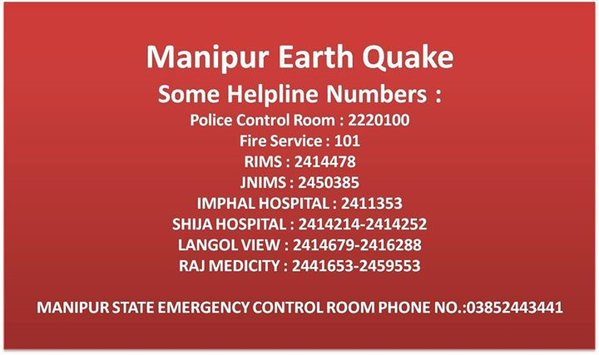 Manipur Earth Quake
Some Helpline Numbers :
Police Control Room : 2220100
Fire Service : 101
RIMS : 2414478
JNIMS : 2450385
IMPHAL HOSPITAL : 2411353
SHIJA HOSPITAL : 2414214-2414252
LANGOL VIEW : 2414679-2416288
RAJ MEDICITY : 2441653-2459553
MANIPUR STATE EMERGENCY CONTROL ROOM PHONE NO.:03852443441